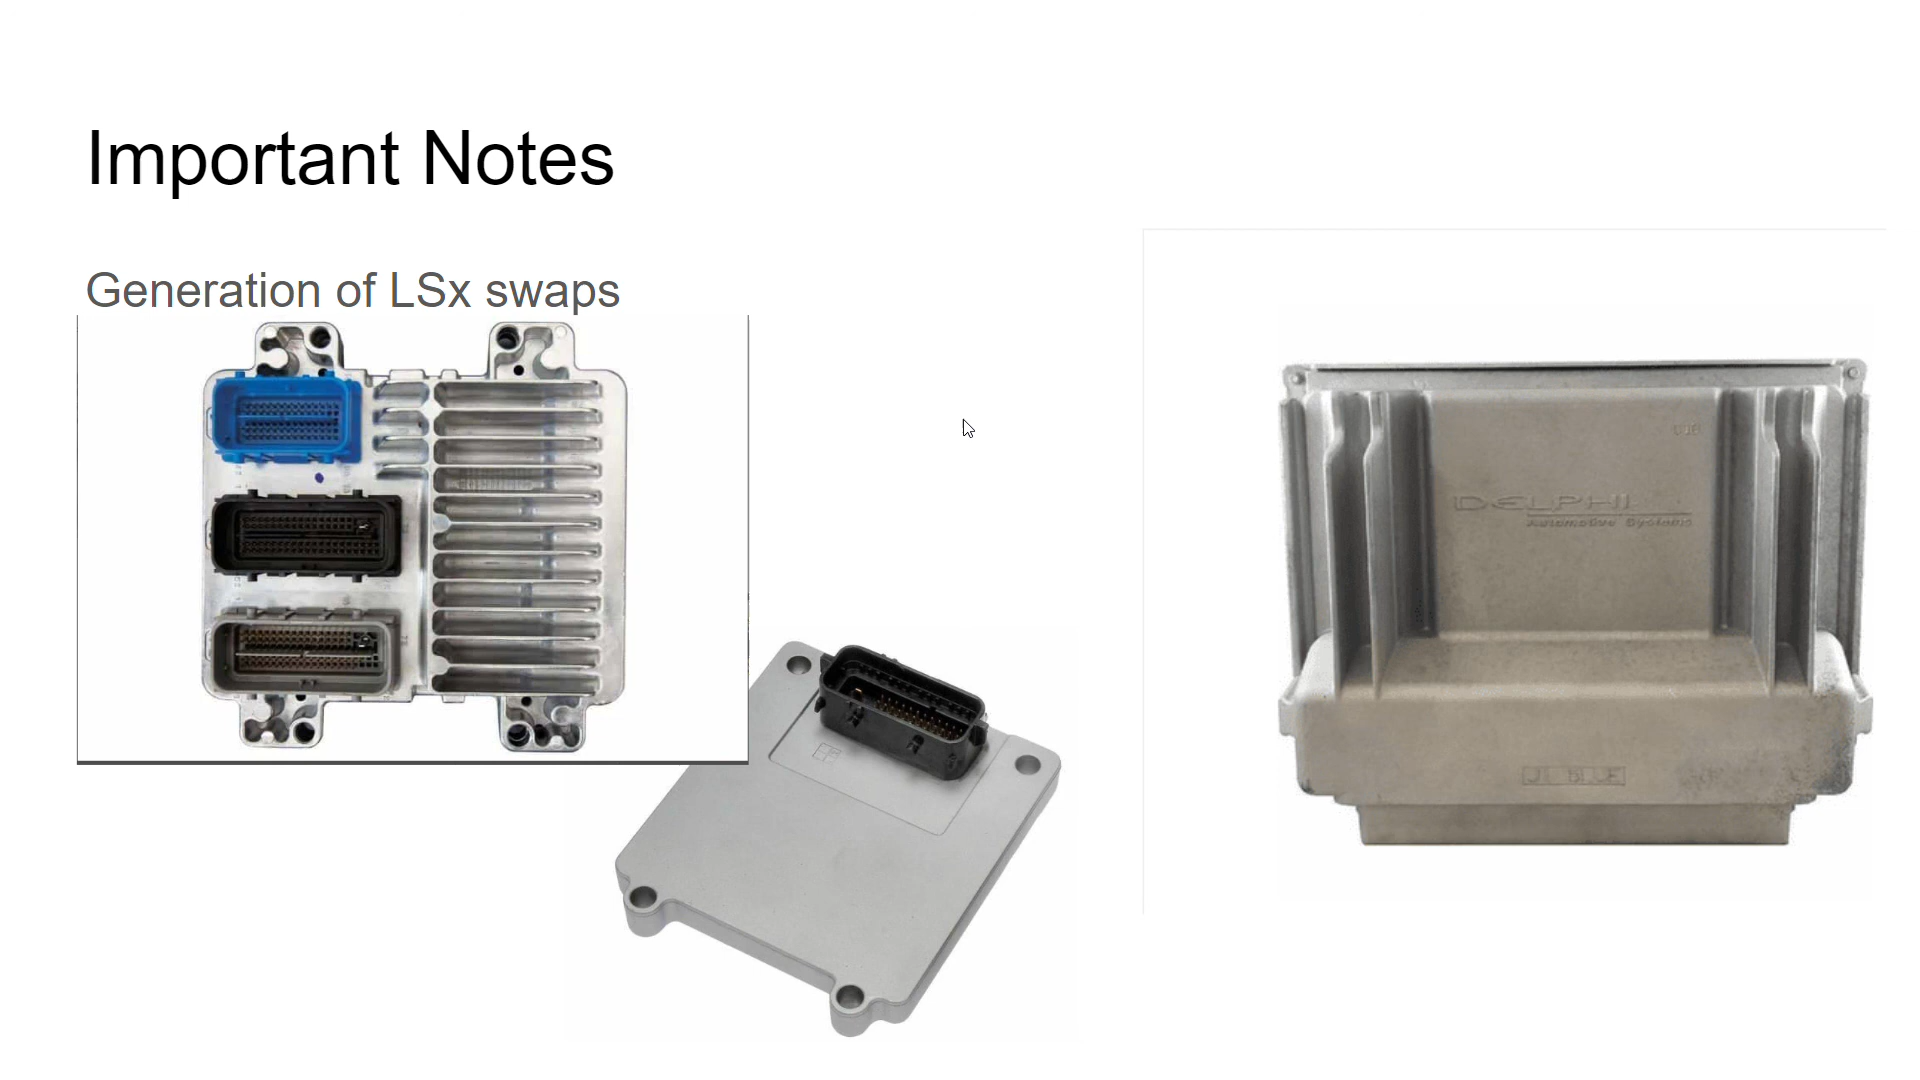 Important Notes
Generation of LSx swaps
DELPHI
Automotive Systems